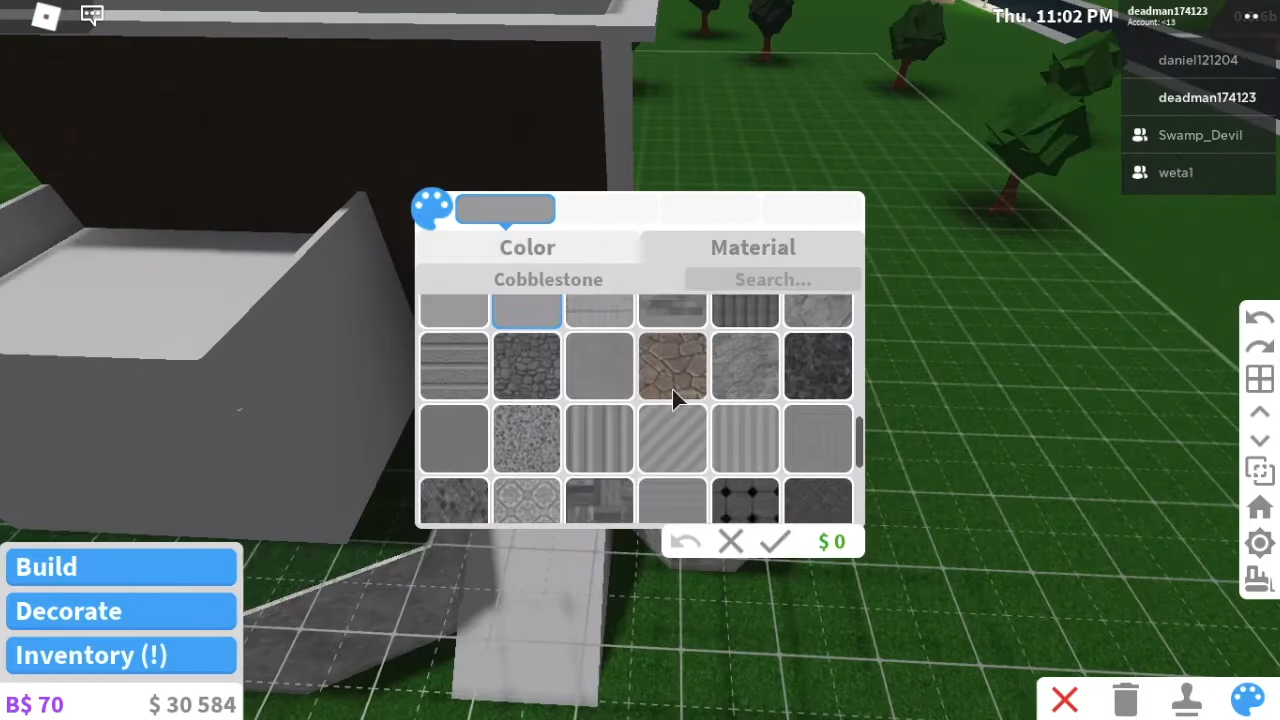 Thu. 11:02 PM
deadman174123
Account: <13
daniel121204
deadman174123
Swamp_Devil
weta1
Color
Material
Cobblestone
Search...
$ 0
Build
Decorate
Inventory (!)
B$ 70
$ 30 584